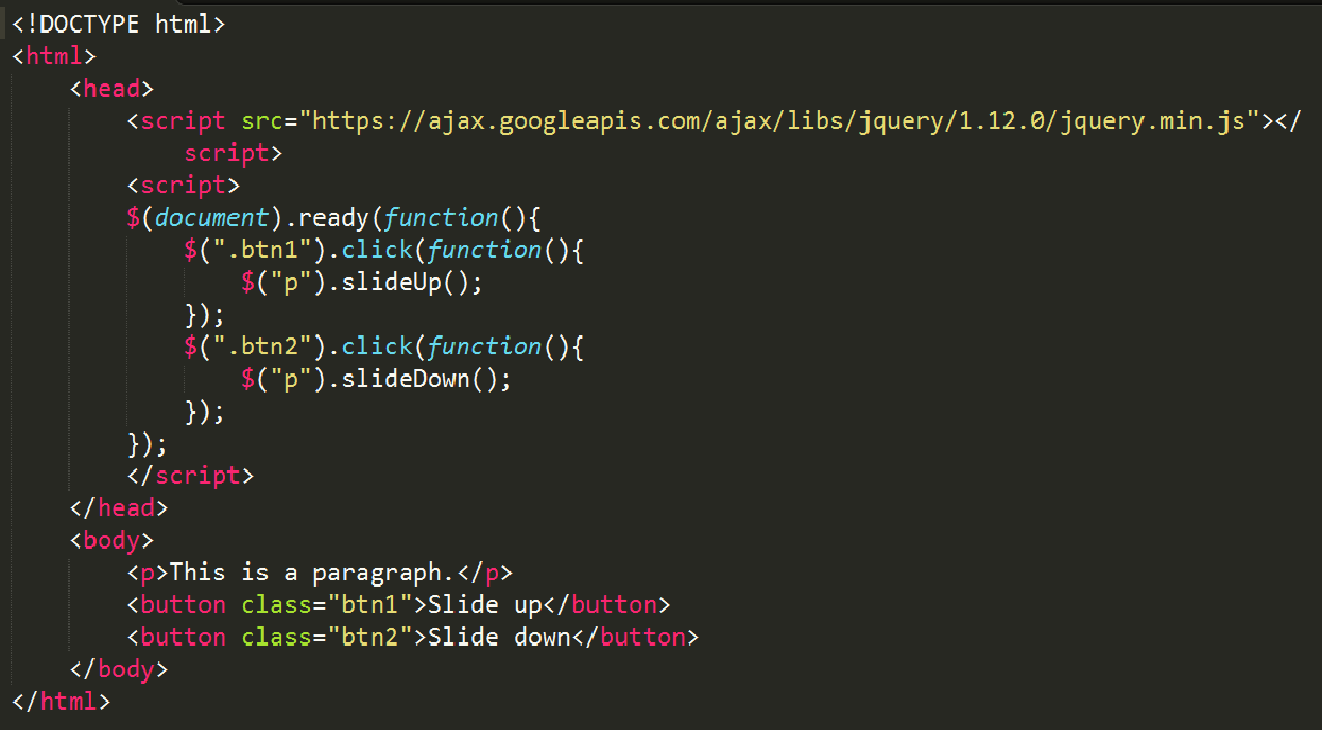 <!DOCTYPE html>
<html>
    <head>
        <script src="https://ajax.googleapis.com/ajax/libs/jquery/1.12.0/jquery.min.js"></
            script>
        <script>
        $(document).ready(function(){
            $(".btn1").click(function(){
                $("p").slideUp();
            });
            $(".btn2").click(function(){
                $("p").slideDown();
            });
        });
        </script>
    </head>
    <body>
        <p>This is a paragraph.</p>
        <button class="btn1">Slide up</button>
        <button class="btn2">Slide down</button>
    </body>
</html>